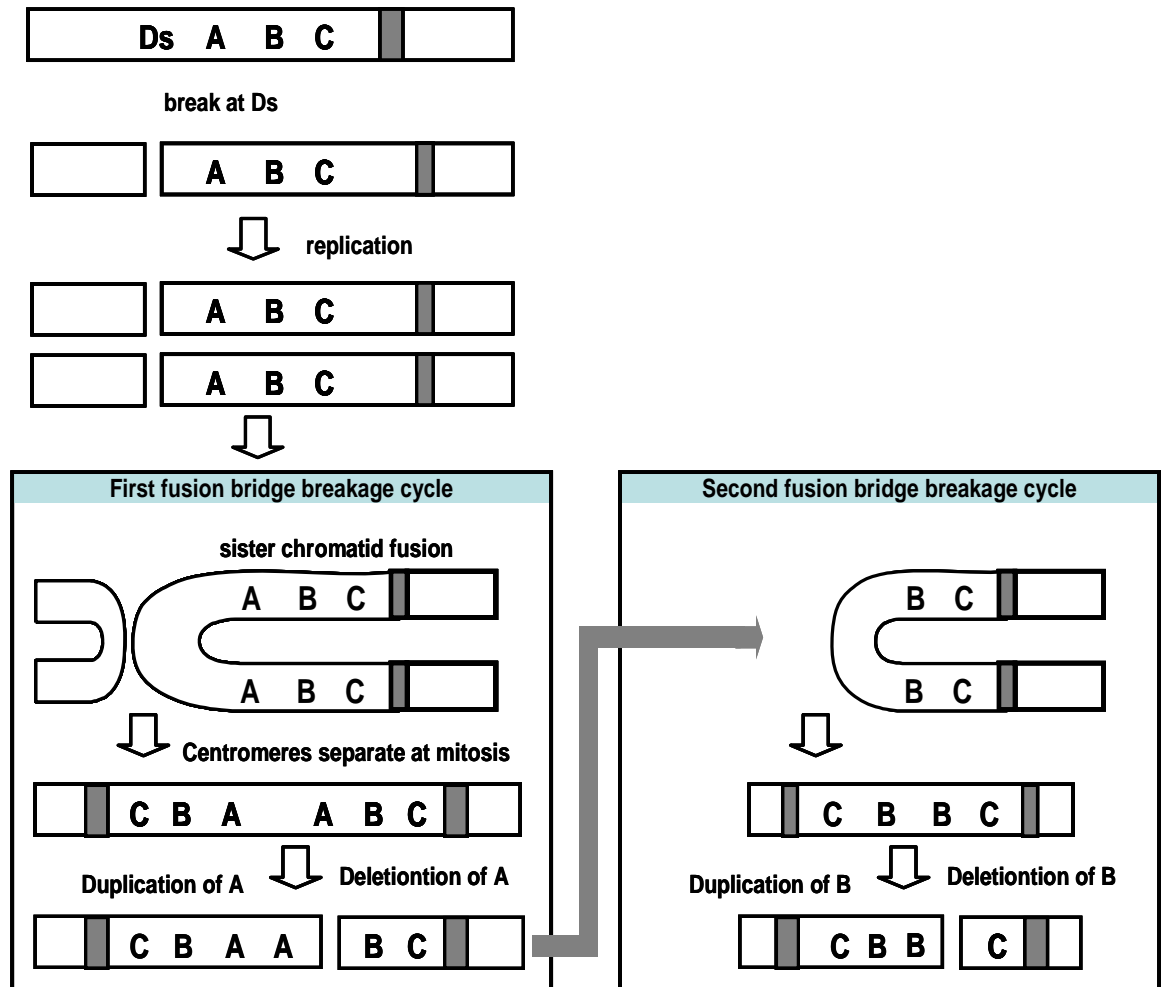 Ds A B C
break at Ds
A B C
replication
A B C
A B C
First fusion bridge breakage cycle
sister chromatid fusion
A B C
A B C
Centromeres separate at mitosis
C B A A B C
Duplication of A
Deletiontion of A
C B A A
B C
Second fusion bridge breakage cycle
B C
B C
C B B C
Duplication of B
Deletiontion of B
C B B
C